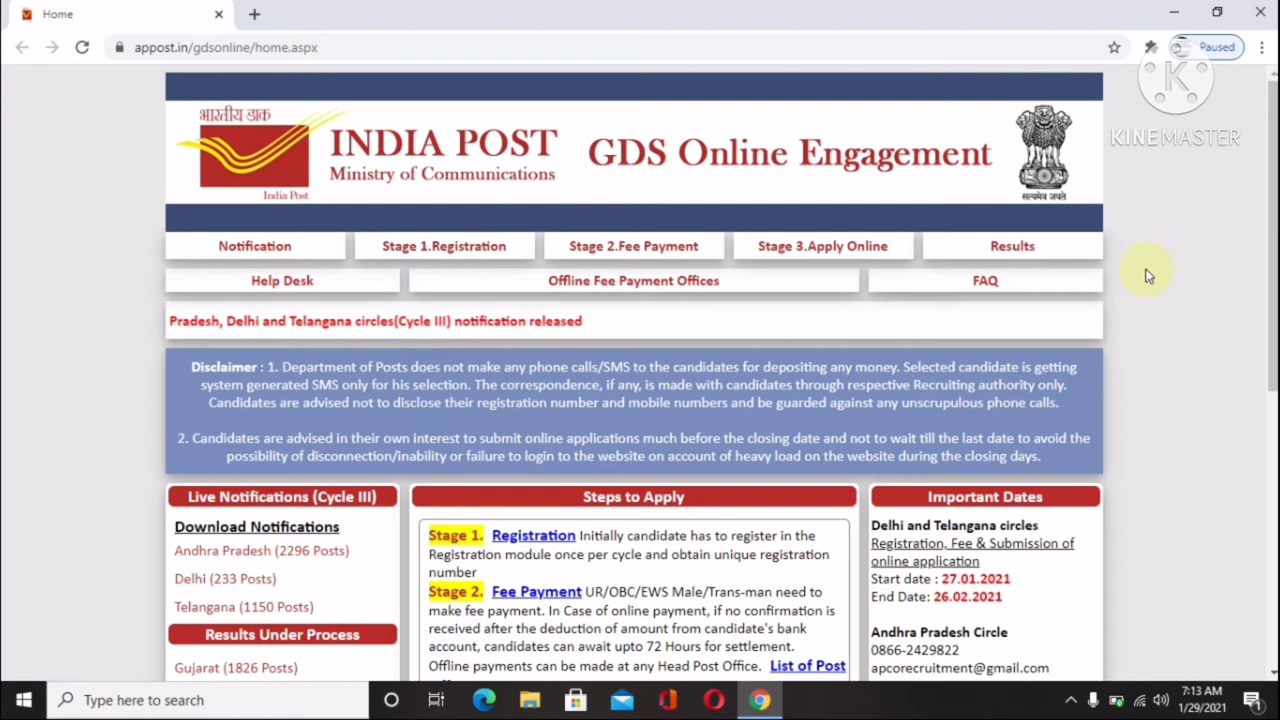 Home
appost.in/gdsonline/home.aspx
Paused
K
KINEMASTER
भारतीय डाक
India Post
INDIA POST
Ministry of Communications
GDS Online Engagement
सत्यमेव जयते
Notification
Stage 1.Registration
Stage 2.Fee Payment
Stage 3.Apply Online
Results
Help Desk
Offline Fee Payment Offices
FAQ
Pradesh, Delhi and Telangana circles(Cycle III) notification released
Disclaimer : 1. Department of Posts does not make any phone calls/SMS to the candidates for depositing any money. Selected candidate is getting
system generated SMS only for his selection. The correspondence, if any, is made with candidates through respective Recruiting authority only.
Candidates are advised not to disclose their registration number and mobile numbers and be guarded against any unscrupulous phone calls.
2. Candidates are advised in their own interest to submit online applications much before the closing date and not to wait till the last date to avoid the
possibility of disconnection/inability or failure to login to the website on account of heavy load on the website during the closing days.
Live Notifications (Cycle III)
Download Notifications
Andhra Pradesh (2296 Posts)
Delhi (233 Posts)
Telangana (1150 Posts)
Results Under Process
Gujarat (1826 Posts)
Steps to Apply
Stage 1. Registration Initially candidate has to register in the
Registration module once per cycle and obtain unique registration
number
Stage 2. Fee Payment UR/OBC/EWS Male/Trans-man need to
make fee payment. In Case of online payment, if no confirmation is
received after the deduction of amount from candidate's bank
account, candidates can await upto 72 Hours for settlement.
Offline payments can be made at any Head Post Office. List of Post
Important Dates
Delhi and Telangana circles
Registration, Fee & Submission of
online application
Start date : 27.01.2021
End Date: 26.02.2021
Andhra Pradesh Circle
0866-2429822
apcorecruitment@gmail.com
Type here to search
7:13 AM
1/29/2021
1